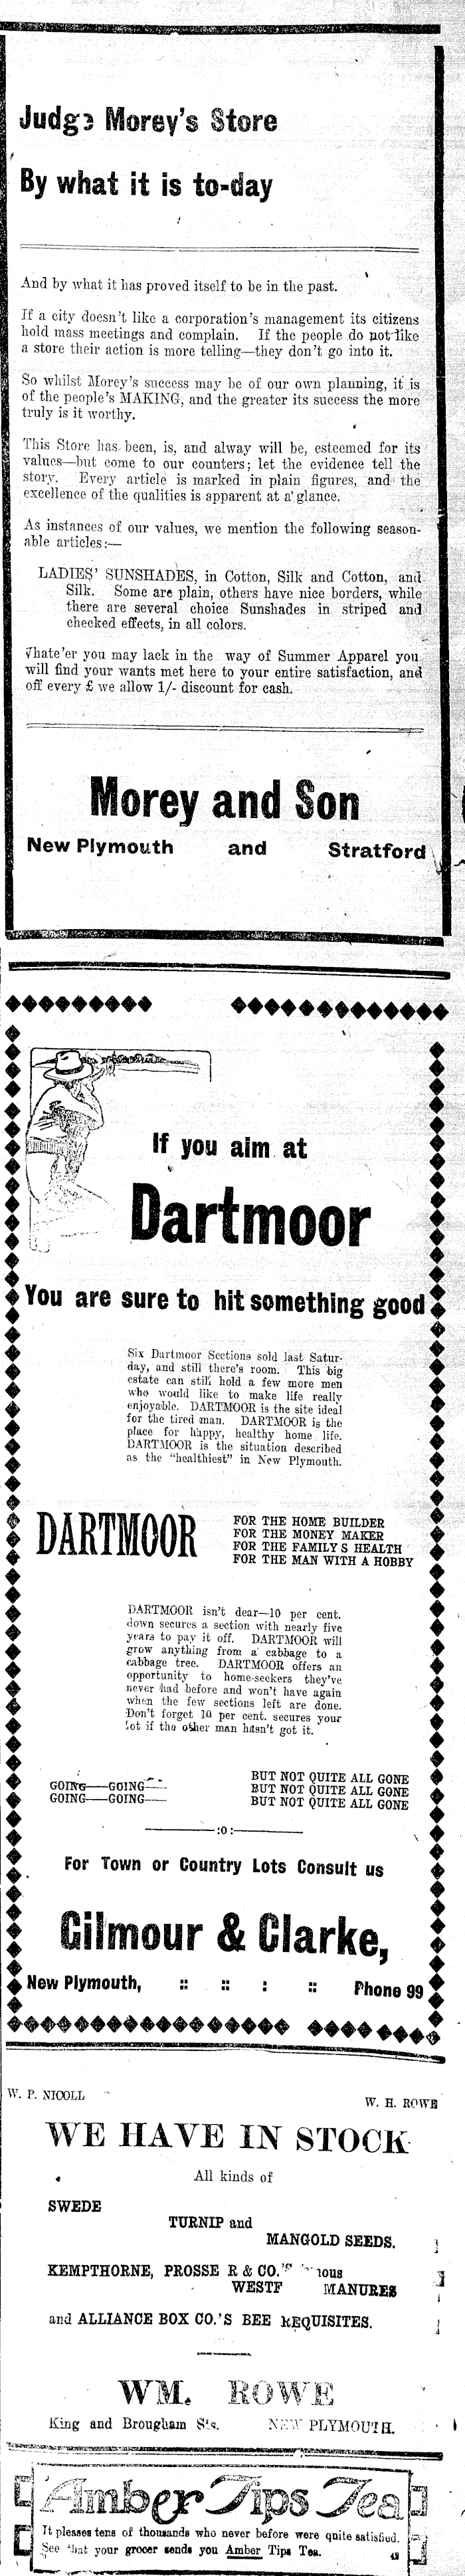 Judge Morey's Store
By what it is to-day
And by what it has proved itself to be in the past.
If a city doesn't like a corporation's management its citizens
hold mass meetings and complain. If the people do not like
a store their action is more telling—they don't go into it.
So whilst Morey's success may be of our own planning, it is
of the people's MAKING, and the greater its success the more
truly is it worthy.
This Store has been, is, and alway will be, esteemed for its
values—but come to our counters; let the evidence tell the
story. Every article is marked in plain figures, and the
excellence of the qualities is apparent at a glance.
As instances of our values, we mention the following season-
able articles:—
LADIES' SUNSHADES, in Cotton, Silk and Cotton, and
Silk. Some are plain, others have nice borders, while
there are several choice Sunshades in striped and
checked effects, in all colors.
Whate'er you may lack in the way of Summer Apparel you
will find your wants met here to your entire satisfaction, and
off every £ we allow 1/- discount for cash.
Morey and Son
New Plymouth and Stratford
If you aim at
Dartmoor
You are sure to hit something good
Six Dartmoor Sections sold last Satur-
day, and still there's room. This big
estate can still hold a few more men
who would like to make life really
enjoyable. DARTMOOR is the site ideal
for the tired man. DARTMOOR is the
place for happy, healthy home life.
DARTMOOR is the situation described
as the "healthiest" in New Plymouth.
DARTMOOR
FOR THE HOME BUILDER
FOR THE MONEY MAKER
FOR THE FAMILY S HEALTH
FOR THE MAN WITH A HOBBY
DARTMOOR isn't dear—10 per cent.
down secures a section with nearly five
years to pay it off. DARTMOOR will
grow anything from a cabbage to a
cabbage tree. DARTMOOR offers an
opportunity to home-seekers they've
never had before and won't have again
when the few sections left are done.
Don't forget 10 per cent. secures your
lot if the other man hasn't got it.
BUT NOT QUITE ALL GONE
GOING——GOING—— BUT NOT QUITE ALL GONE
GOING——GOING—— BUT NOT QUITE ALL GONE
:o:
For Town or Country Lots Consult us
Gilmour & Clarke,
New Plymouth, :: :: : :: Phone 99
W. P. NICOLL W. H. ROWE
WE HAVE IN STOCK
All kinds of
SWEDE
TURNIP and
MANGOLD SEEDS.
KEMPTHORNE, PROSSE R & CO.'S
MANURES
and ALLIANCE BOX CO.'S BEE REQUISITES.
WM. ROWE
King and Brougham Sts. NEW PLYMOUTH.
Amber Tips Tea
It pleases tens of thousands who never before were quite satisfied.
See that your grocer sends you Amber Tips Tea.